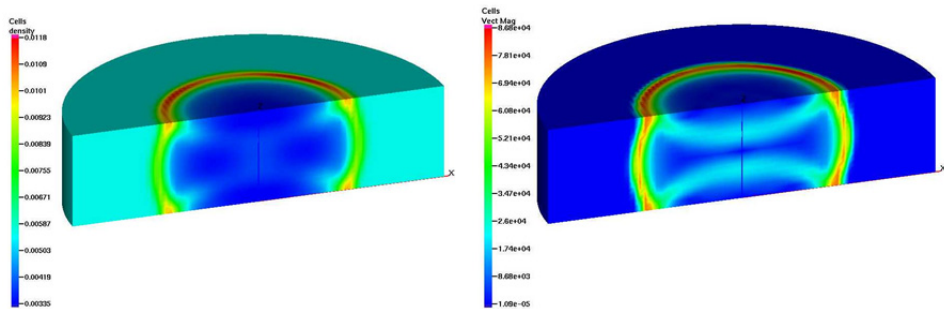 Cells
density
0.0118
0.0109
0.0101
0.00923
0.00839
0.00755
0.00671
0.00587
0.00503
0.00419
0.00335
X
Cells
Vect Mag
8.68e+04
7.81e+04
6.94e+04
6.08e+04
5.21e+04
4.34e+04
3.47e+04
2.6e+04
1.74e+04
8.68e+03
1.09e-05
X